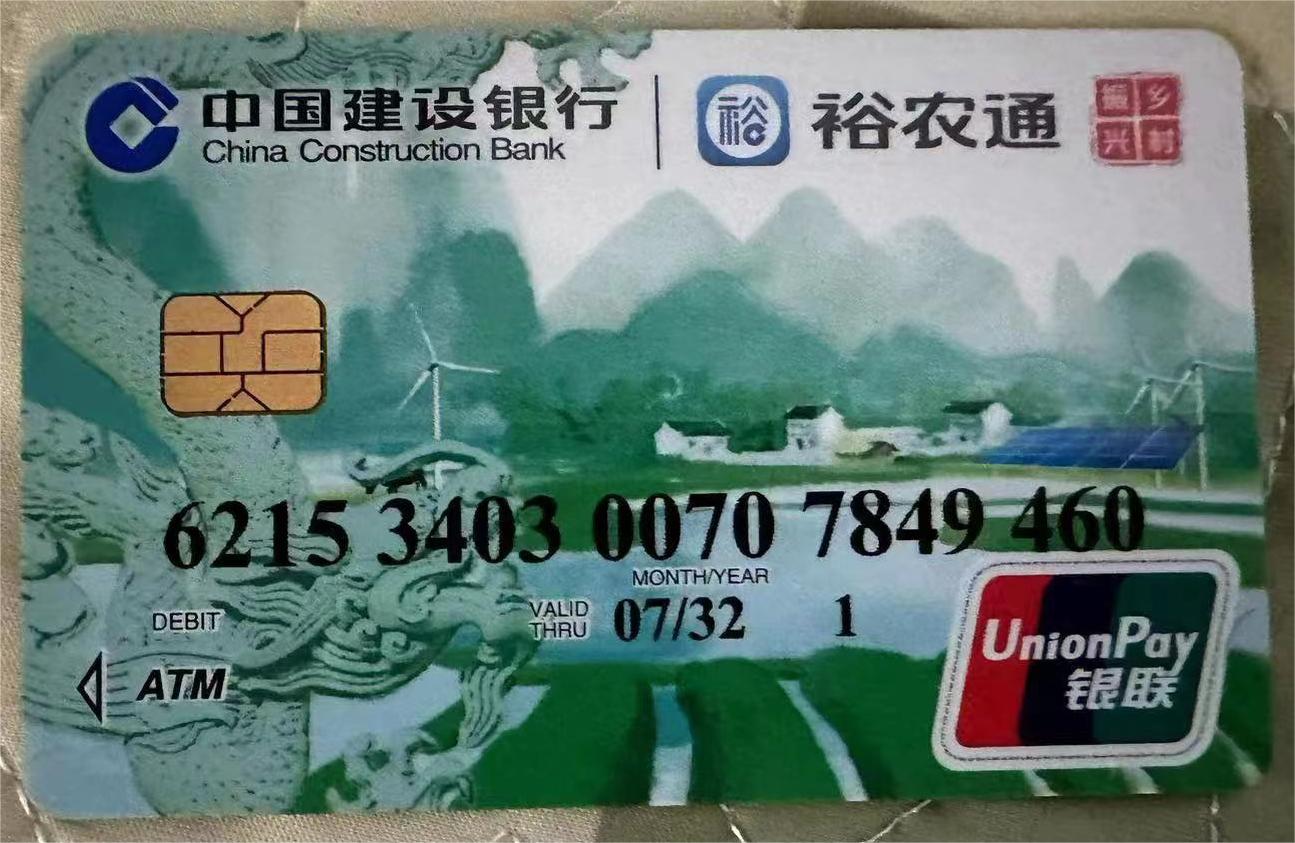 中国建设银行
China Construction Bank
裕
裕农通
振乡
兴村
6215 3403 0070 7849 460
MONTH/YEAR
DEBIT
VALID
THRU
07/32 1
ATM
UnionPay
银联